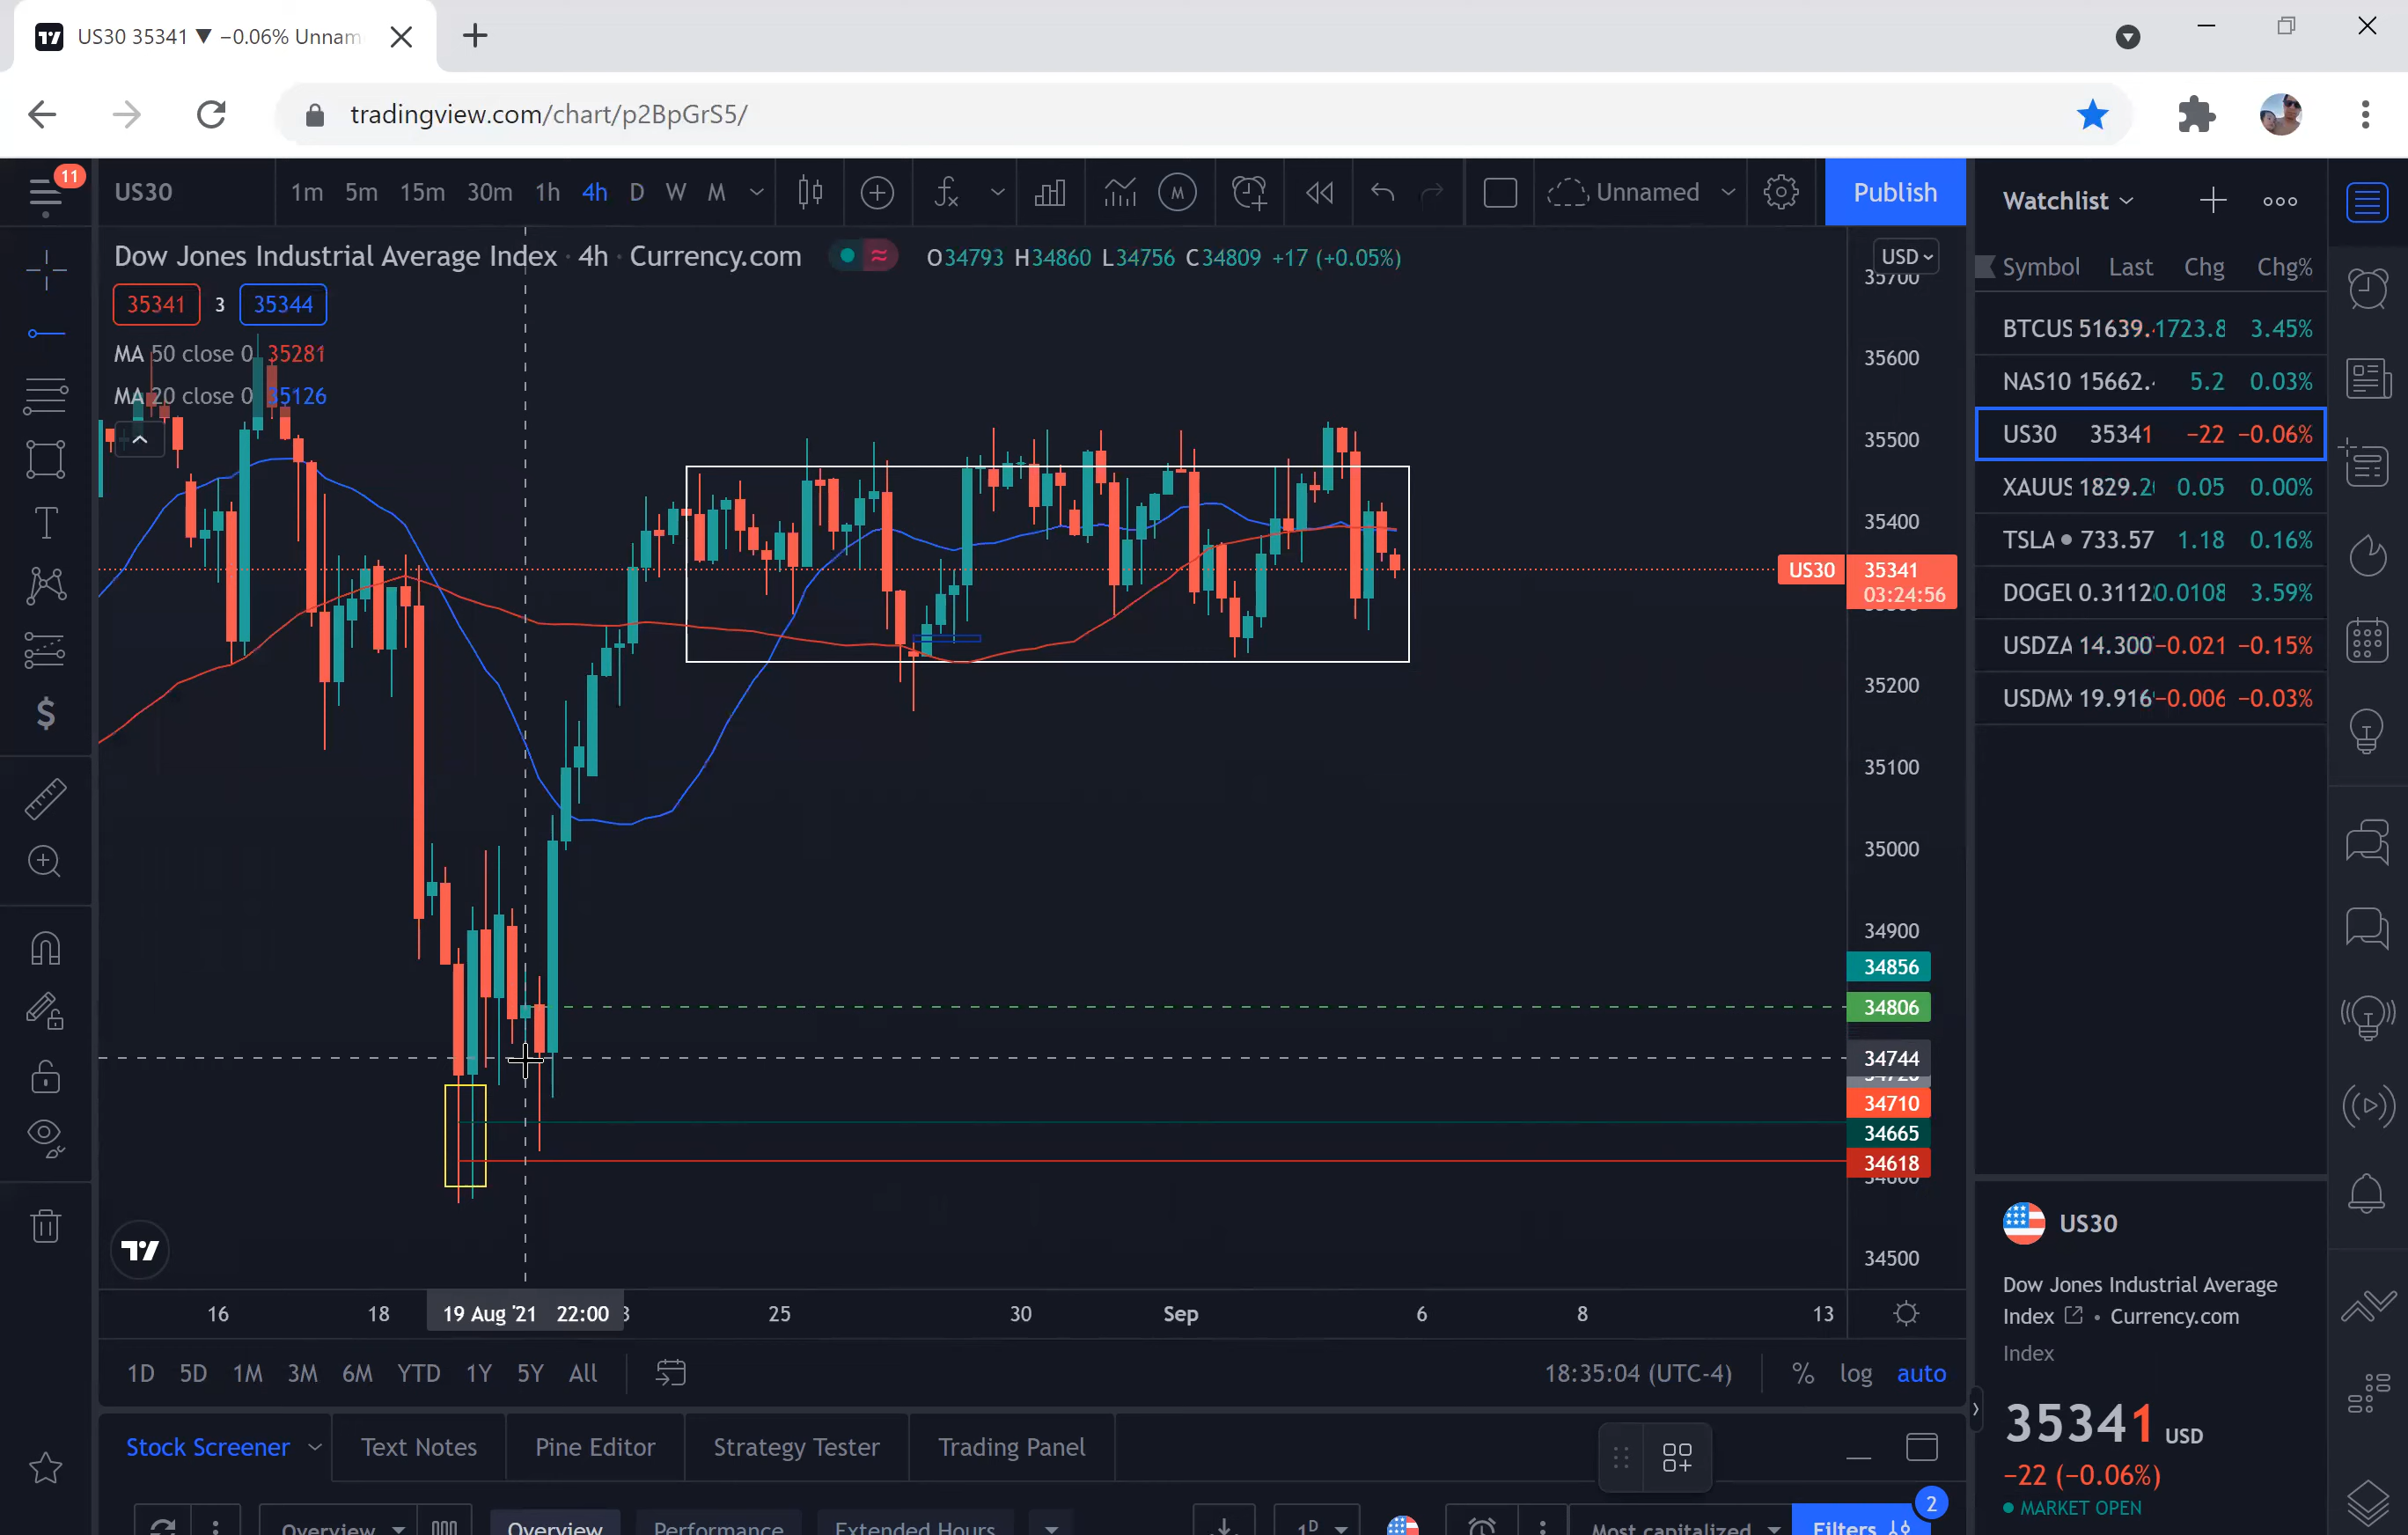 US30 35341 ▼ −0.06% Unnam
tradingview.com/chart/p2BpGrS5/
11
US30
1m 5m 15m 30m 1h 4h D W M
Unnamed
Publish
Watchlist
Dow Jones Industrial Average Index · 4h · Currency.com
O34793 H34860 L34756 C34809 +17 (+0.05%)
USD
35341 3 35344
MA 50 close 0 35281
MA 20 close 0 35126
35700
35600
35500
35400
US30 35341
03:24:56
35200
35100
35000
34900
34856
34806
34744
34710
34665
34618
34500
Symbol Last Chg Chg%
BTCUS 51639. 1723.8 3.45%
NAS10 15662. 5.2 0.03%
US30 35341 −22 −0.06%
XAUUS 1829.2 0.05 0.00%
TSLA 733.57 1.18 0.16%
DOGEU 0.3112 0.0108 3.59%
USDZA 14.300 −0.021 −0.15%
USDMX 19.916 −0.006 −0.03%
16 18 19 Aug '21 22:00 25 30 Sep 6 8 13
1D 5D 1M 3M 6M YTD 1Y 5Y All
18:35:04 (UTC-4) % log auto
Stock Screener Text Notes Pine Editor Strategy Tester Trading Panel
Overview Overview Performance Extended Hours
1D Most capitalized Filters 2
US30
Dow Jones Industrial Average
Index • Currency.com
Index
35341 USD
−22 (−0.06%)
MARKET OPEN